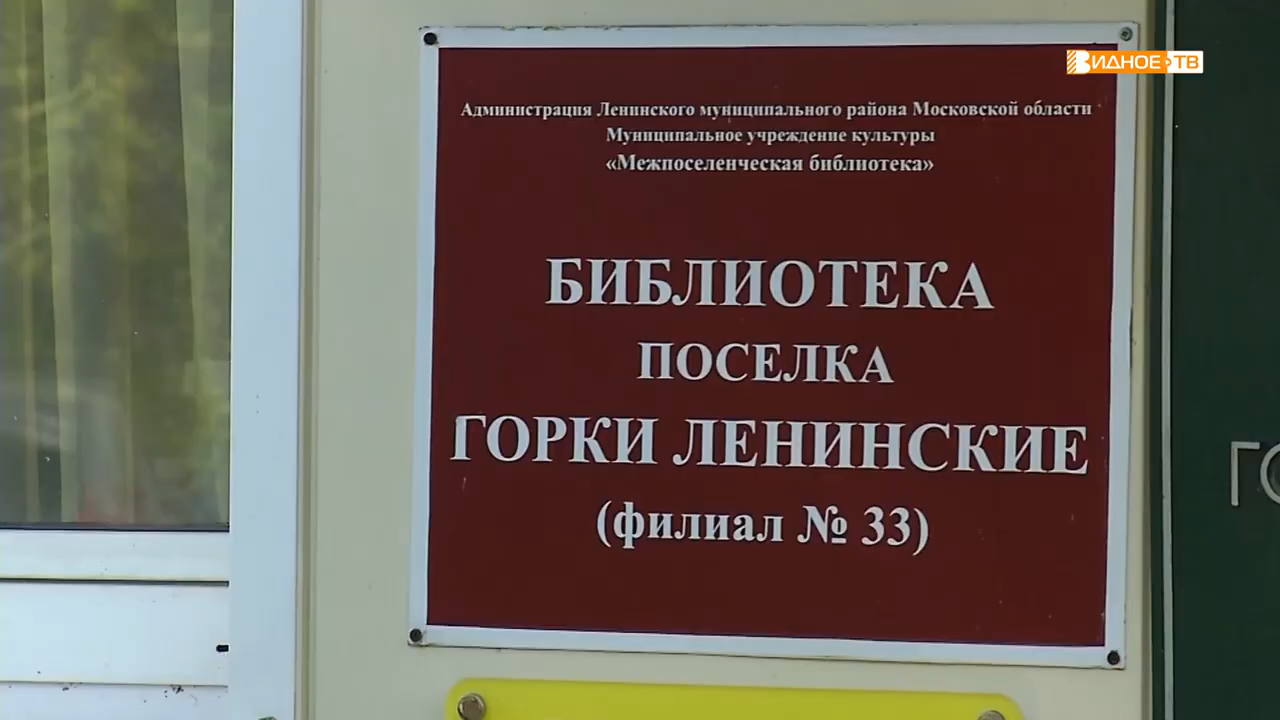 ВИДНОЕ ТВ
Администрация Ленинского муниципального района Московской области
Муниципальное учреждение культуры
«Межпоселенческая библиотека»
БИБЛИОТЕКА
ПОСЕЛКА
ГОРКИ ЛЕНИНСКИЕ
(филиал № 33)